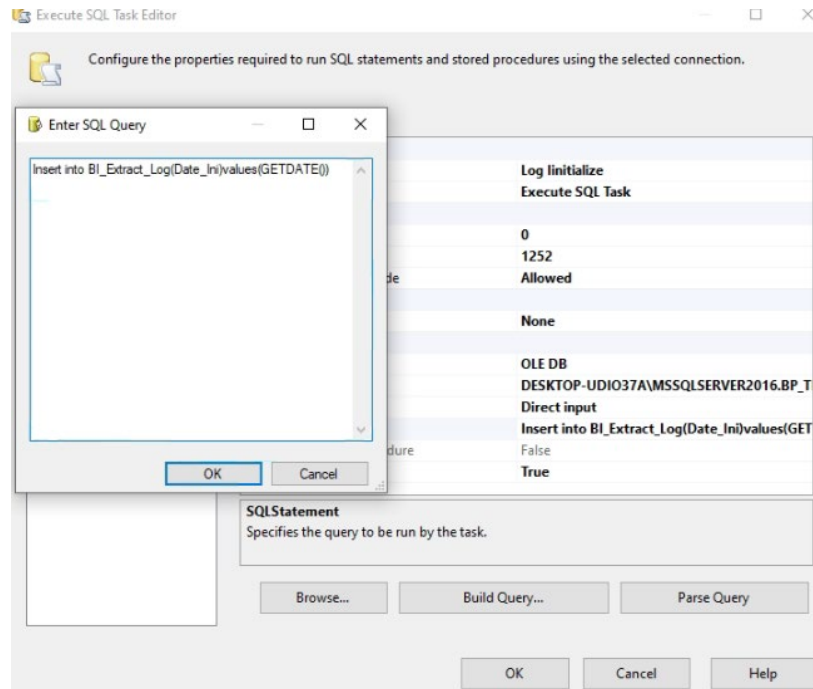 Execute SQL Task Editor
Configure the properties required to run SQL statements and stored procedures using the selected connection.
Enter SQL Query
Insert into BI_Extract_Log(Date_Ini)values(GETDATE())
OK
Cancel
Log Iinitialize
Execute SQL Task
0
1252
de
Allowed
None
OLE DB
DESKTOP-UDIO37A\MSSQLSERVER2016.BP_T
Direct input
Insert into BI_Extract_Log(Date_Ini)values(GET
dure
False
True
SQLStatement
Specifies the query to be run by the task.
Browse...
Build Query...
Parse Query
OK
Cancel
Help